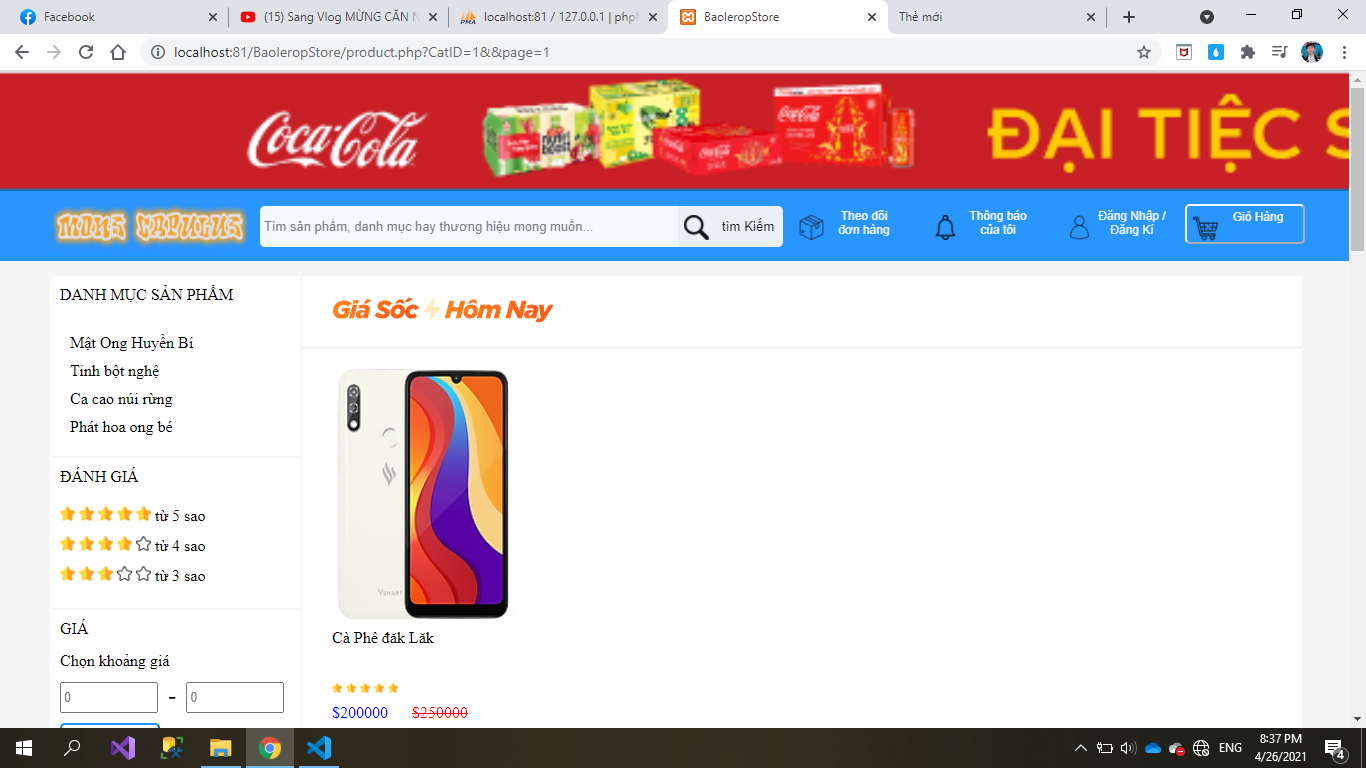 Facebook
(15) Sang Vlog MỪNG CĂN N
localhost:81 / 127.0.0.1 | php
BaoleropStore
Thẻ mới
localhost:81/BaoleropStore/product.php?CatID=1&&page=1
Coca-Cola
ĐẠI TIỆC S
Tìm sản phẩm, danh mục hay thương hiệu mong muốn...
tìm Kiếm
Theo dõi
đơn hàng
Thông báo
của tôi
Đăng Nhập /
Đăng Kí
Giỏ Hàng
DANH MỤC SẢN PHẨM
Mật Ong Huyền Bí
Tinh bột nghệ
Ca cao núi rừng
Phát hoa ong bé
ĐÁNH GIÁ
từ 5 sao
từ 4 sao
từ 3 sao
GIÁ
Chọn khoảng giá
0 - 0
Giá Sốc Hôm Nay
VSMART
Cà Phê đăk Lăk
$200000 $250000
ENG
8:37 PM
4/26/2021
4